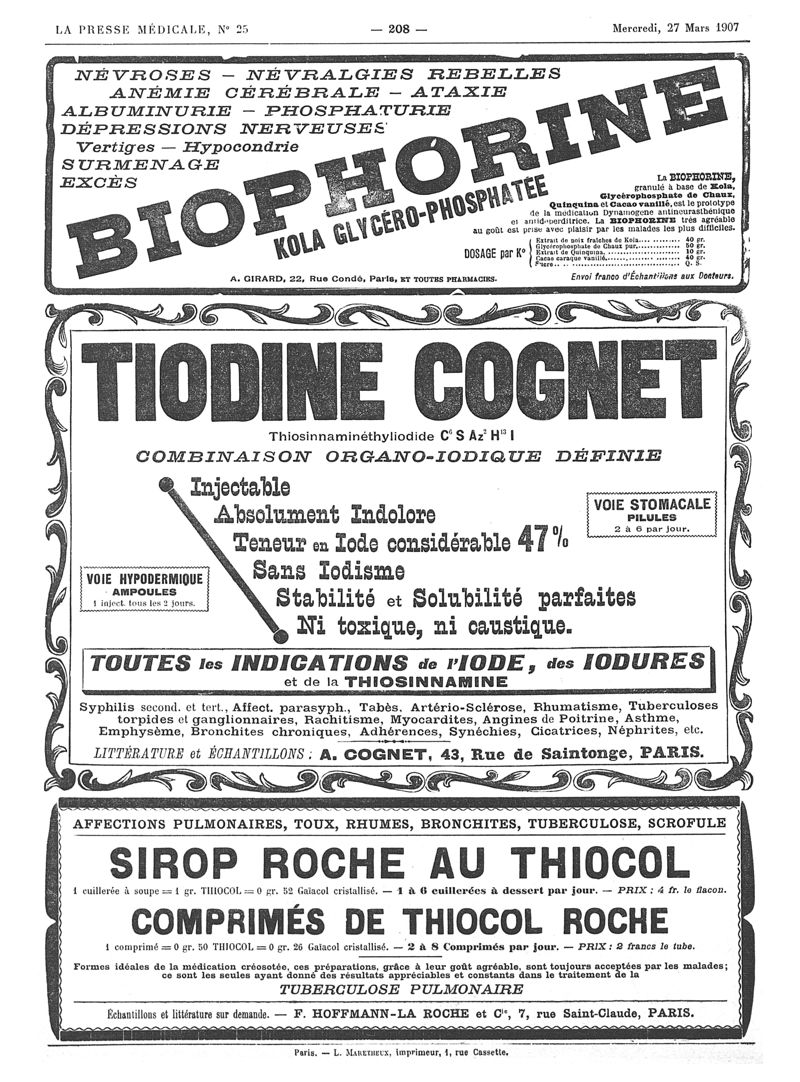 LA PRESSE MÉDICALE, N° 25
— 208 —
Mercredi, 27 Mars 1907
NÉVROSES — NÉVRALGIES REBELLES
ANÉMIE CÉRÉBRALE — ATAXIE
ALBUMINURIE — PHOSPHATURIE
DÉPRESSIONS NERVEUSES
Vertiges — Hypocondrie
SURMENAGE
EXCÈS
BIOPHORINE
KOLA GLYCÉRO-PHOSPHATÉE
La BIOPHORINE,
granulé à base de Kola,
Glycérophosphate de Chaux,
Quinquina et Cacao vanillé, est le prototype
de la médication Dynamogène antineurasthénique
et antidéperditrice. La BIOPHORINE très agréable
au goût est prise avec plaisir par les malades les plus difficiles.
DOSAGE par K°
Extrait de noix fraîches de Kola............ 40 gr.
Glycérophosphate de Chaux pur............ 50 gr.
Extrait de Quinquina............ 10 gr.
Cacao caraque vanillé............ 40 gr.
Sucre............ Q. S.
A. GIRARD, 22, Rue Condé, Paris, ET TOUTES PHARMACIES.
Envoi franco d'Échantillons aux Docteurs.
TIODINE COGNET
Thiosinnaminéthyliodide C⁶ S Az² H¹³ I
COMBINAISON ORGANO-IODIQUE DÉFINIE
Injectable
Absolument Indolore
Teneur en Iode considérable 47 %
Sans Iodisme
Stabilité et Solubilité parfaites
Ni toxique, ni caustique.
VOIE STOMACALE
PILULES
2 à 6 par jour.
VOIE HYPODERMIQUE
AMPOULES
1 inject. tous les 2 jours.
TOUTES les INDICATIONS de l'IODE, des IODURES
et de la THIOSINNAMINE
Syphilis second. et tert., Affect. parasyph., Tabès, Artério-Sclérose, Rhumatisme, Tuberculoses
torpides et ganglionnaires, Rachitisme, Myocardites, Angines de Poitrine, Asthme,
Emphysème, Bronchites chroniques, Adhérences, Synéchies, Cicatrices, Néphrites, etc.
LITTÉRATURE et ÉCHANTILLONS : A. COGNET, 43, Rue de Saintonge, PARIS.
AFFECTIONS PULMONAIRES, TOUX, RHUMES, BRONCHITES, TUBERCULOSE, SCROFULE
SIROP ROCHE AU THIOCOL
1 cuillerée à soupe = 1 gr. THIOCOL = 0 gr. 52 Gaïacol cristallisé. — 1 à 6 cuillerées à dessert par jour. — PRIX : 4 fr. le flacon.
COMPRIMÉS DE THIOCOL ROCHE
1 comprimé = 0 gr. 50 THIOCOL = 0 gr. 26 Gaïacol cristallisé. — 2 à 8 Comprimés par jour. — PRIX : 2 francs le tube.
Formes idéales de la médication créosotée, ces préparations, grâce à leur goût agréable, sont toujours acceptées par les malades ;
ce sont les seules ayant donné des résultats appréciables et constants dans le traitement de la
TUBERCULOSE PULMONAIRE
Échantillons et littérature sur demande. — F. HOFFMANN-LA ROCHE et Cie, 7, rue Saint-Claude, PARIS.
Paris. — L. MARETHEUX, imprimeur, 1, rue Cassette.